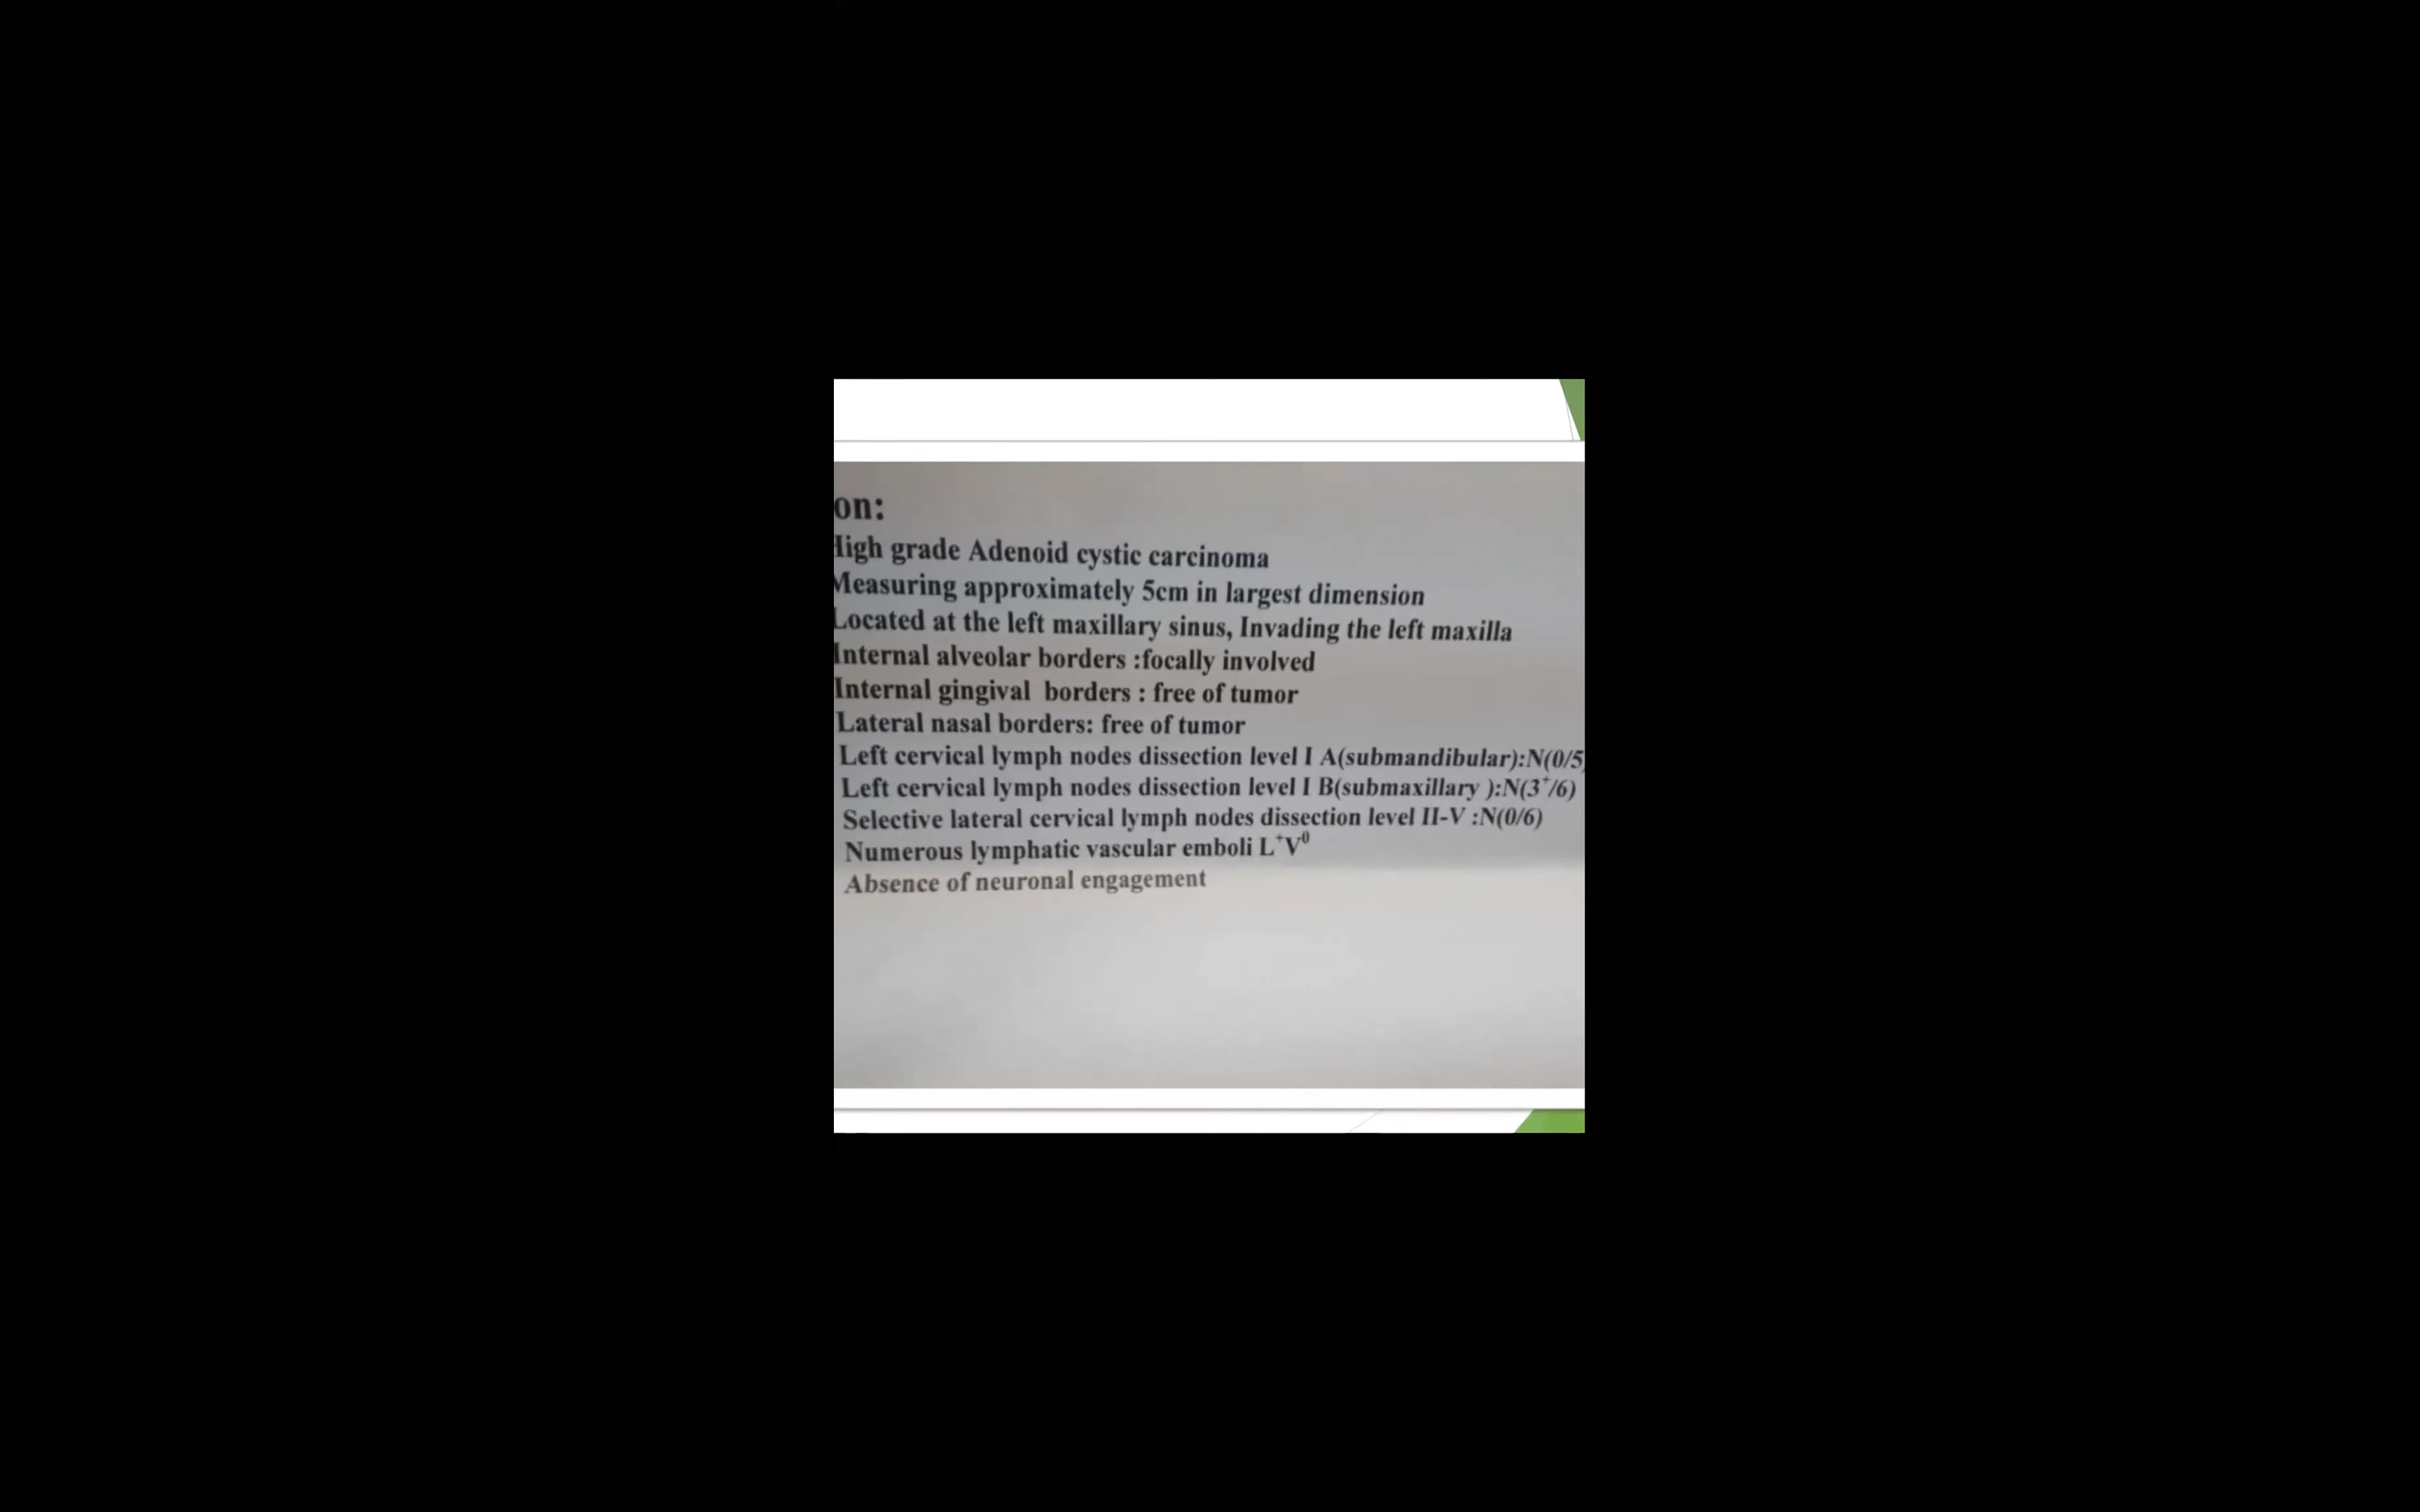 on:
High grade Adenoid cystic carcinoma
Measuring approximately 5cm in largest dimension
Located at the left maxillary sinus, Invading the left maxilla
Internal alveolar borders :focally involved
Internal gingival borders : free of tumor
Lateral nasal borders: free of tumor
Left cervical lymph nodes dissection level I A(submandibular):N(0/5
Left cervical lymph nodes dissection level I B(submaxillary ):N(3⁺/6)
Selective lateral cervical lymph nodes dissection level II-V :N(0/6)
Numerous lymphatic vascular emboli L⁺V⁰
Absence of neuronal engagement